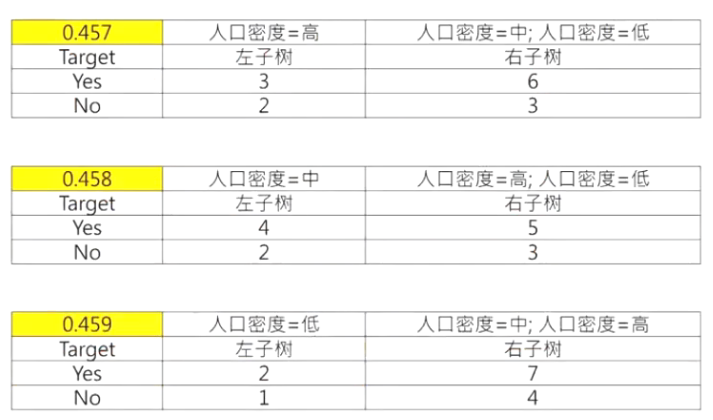 0.457 人口密度=高 人口密度=中; 人口密度=低
Target 左子树 右子树
Yes 3 6
No 2 3
0.458 人口密度=中 人口密度=高; 人口密度=低
Target 左子树 右子树
Yes 4 5
No 2 3
0.459 人口密度=低 人口密度=中; 人口密度=高
Target 左子树 右子树
Yes 2 7
No 1 4